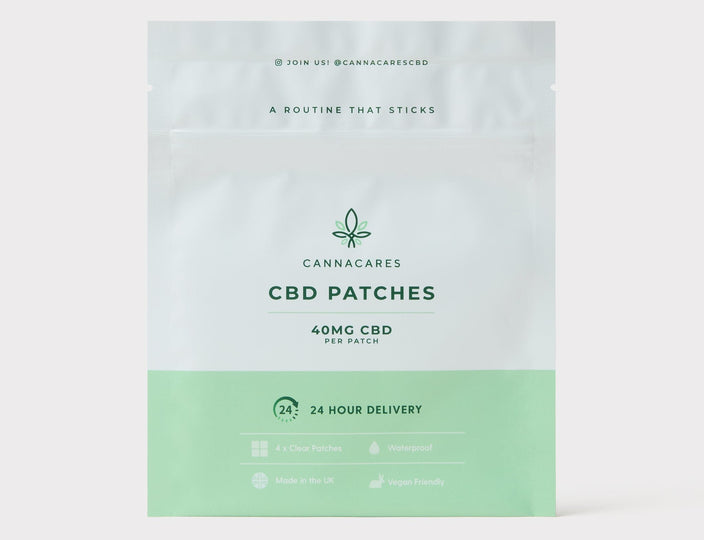 JOIN US! @CANNACARESCBD
A ROUTINE THAT STICKS
CANNACARES
CBD PATCHES
40MG CBD
PER PATCH
24 24 HOUR DELIVERY
4 x Clear Patches Waterproof
Made in the UK Vegan Friendly